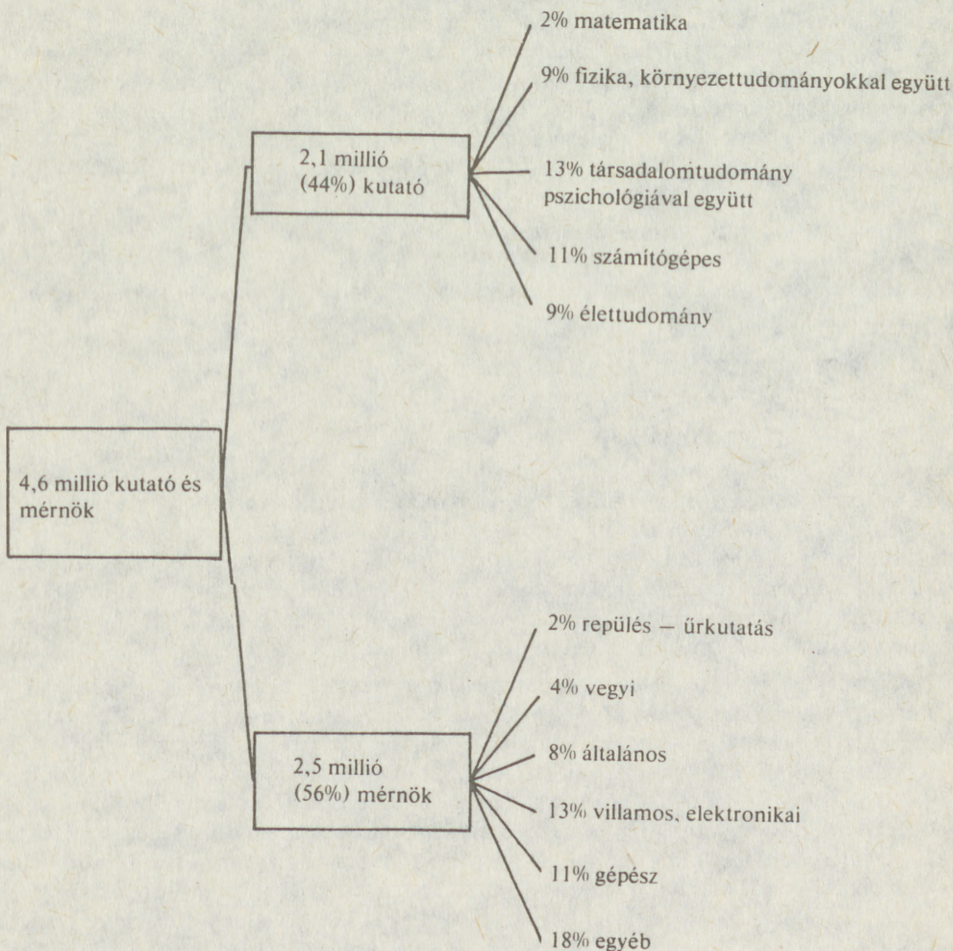 2% matematika
9% fizika, környezettudományokkal együtt
2,1 millió
(44%) kutató
13% társadalomtudomány
pszichológiával együtt
11% számítógépes
9% élettudomány
4,6 millió kutató és
mérnök
2% repülés — űrkutatás
4% vegyi
2,5 millió
(56%) mérnök
8% általános
13% villamos, elektronikai
11% gépész
18% egyéb